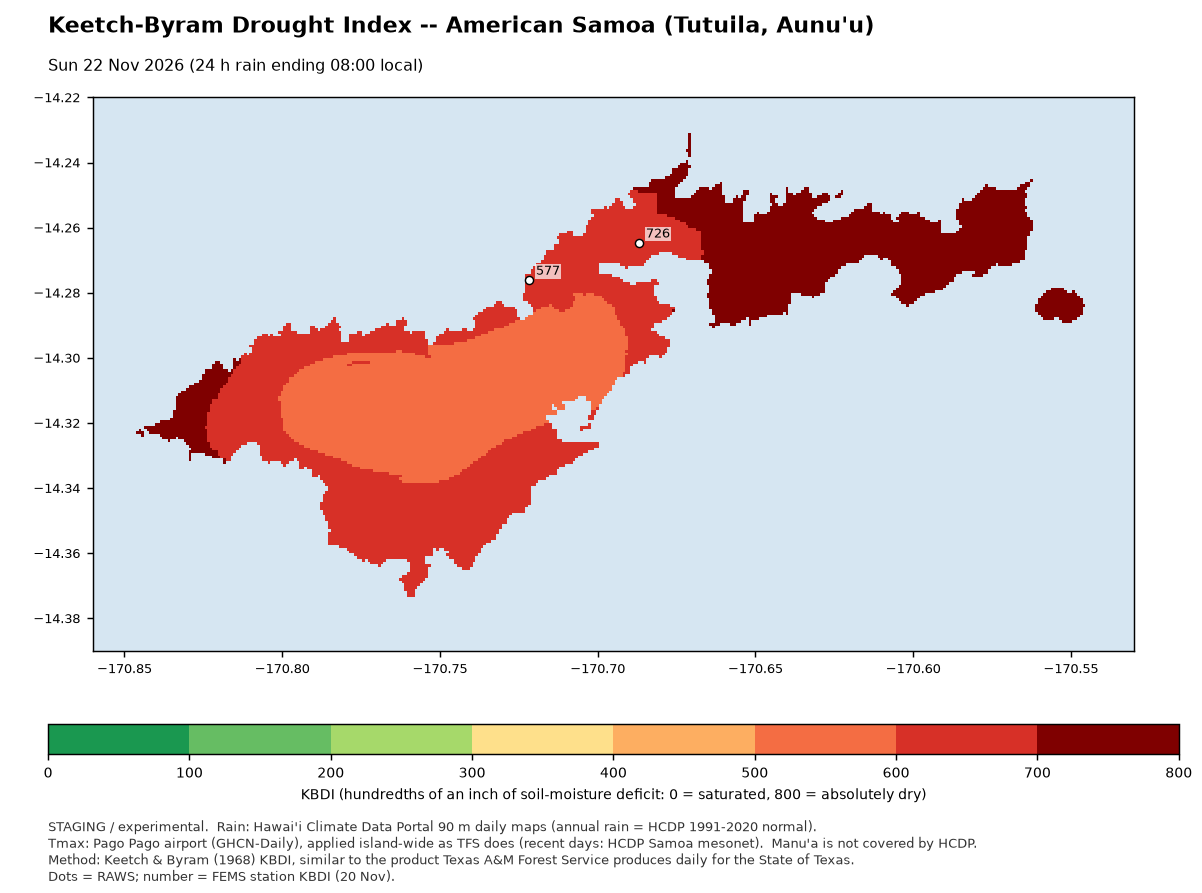 Keetch-Byram Drought Index -- American Samoa (Tutuila, Aunu'u)
Sun 22 Nov 2026 (24 h rain ending 08:00 local)
−14.22
−14.24
−14.26
−14.28
−14.30
−14.32
−14.34
−14.36
−14.38
726
577
−170.85 −170.80 −170.75 −170.70 −170.65 −170.60 −170.55
0 100 200 300 400 500 600 700 800
KBDI (hundredths of an inch of soil-moisture deficit: 0 = saturated, 800 = absolutely dry)
STAGING / experimental.  Rain: Hawai'i Climate Data Portal 90 m daily maps (annual rain = HCDP 1991-2020 normal).
Tmax: Pago Pago airport (GHCN-Daily), applied island-wide as TFS does (recent days: HCDP Samoa mesonet).  Manu'a is not covered by HCDP.
Method: Keetch & Byram (1968) KBDI, similar to the product Texas A&M Forest Service produces daily for the State of Texas.
Dots = RAWS; number = FEMS station KBDI (20 Nov).